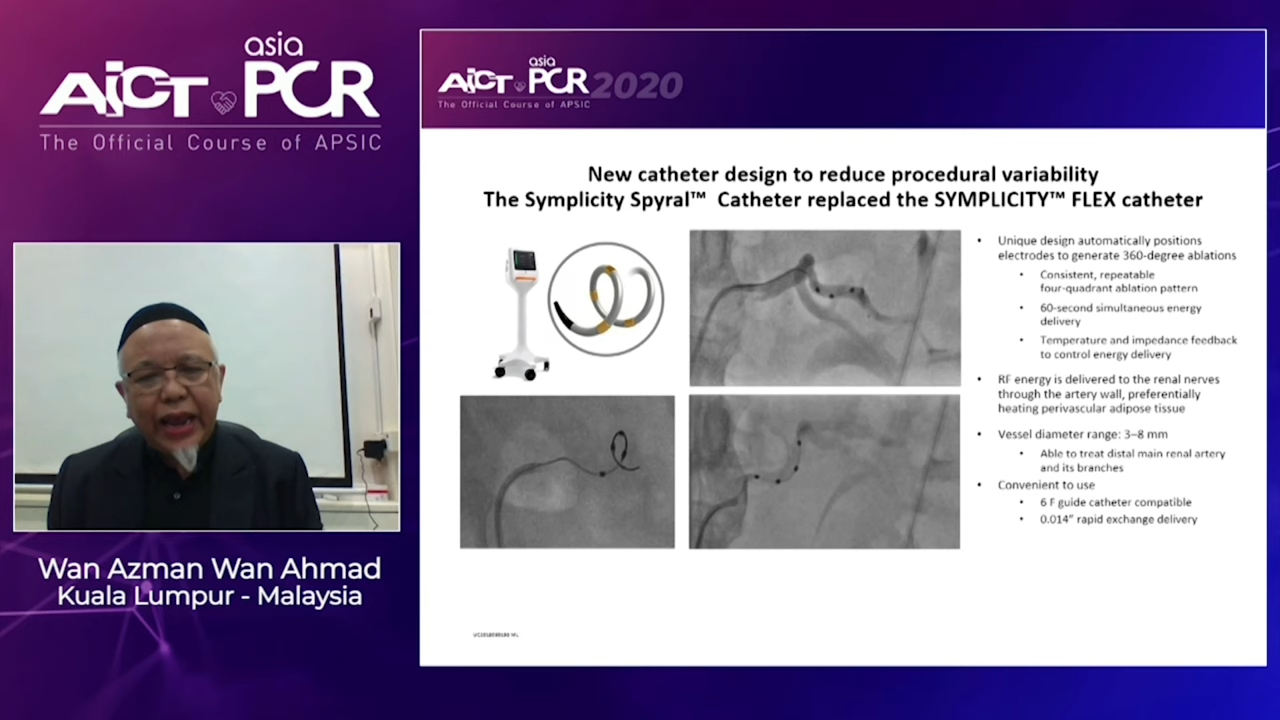 asia
AICT PCR
The Official Course of APSIC
asia
AICT PCR 2020
The Official Course of APSIC
New catheter design to reduce procedural variability
The Symplicity Spyral™ Catheter replaced the SYMPLICITY™ FLEX catheter
• Unique design automatically positions
electrodes to generate 360-degree ablations
• Consistent, repeatable
four-quadrant ablation pattern
• 60-second simultaneous energy
delivery
• Temperature and impedance feedback
to control energy delivery
• RF energy is delivered to the renal nerves
through the artery wall, preferentially
heating perivascular adipose tissue
• Vessel diameter range: 3–8 mm
• Able to treat distal main renal artery
and its branches
• Convenient to use
• 6 F guide catheter compatible
• 0.014″ rapid exchange delivery
Wan Azman Wan Ahmad
Kuala Lumpur - Malaysia